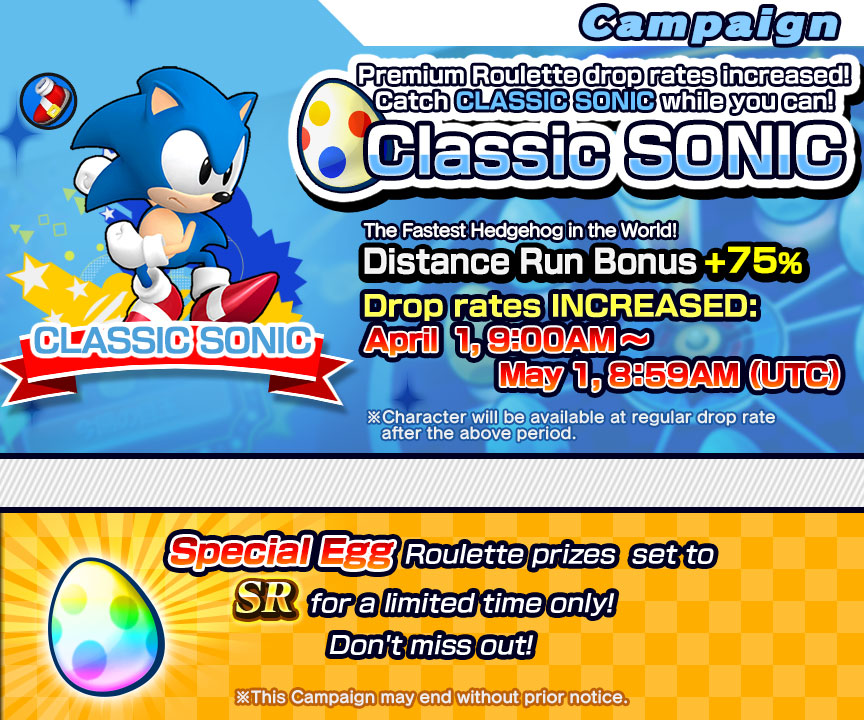 Campaign
Premium Roulette drop rates increased!
Catch CLASSIC SONIC while you can!
Classic SONIC
The Fastest Hedgehog in the World!
Distance Run Bonus +75%
Drop rates INCREASED:
April 1, 9:00AM～
May 1, 8:59AM (UTC)
※Character will be available at regular drop rate
after the above period.
CLASSIC SONIC
Special Egg Roulette prizes set to
SR for a limited time only!
Don't miss out!
※This Campaign may end without prior notice.